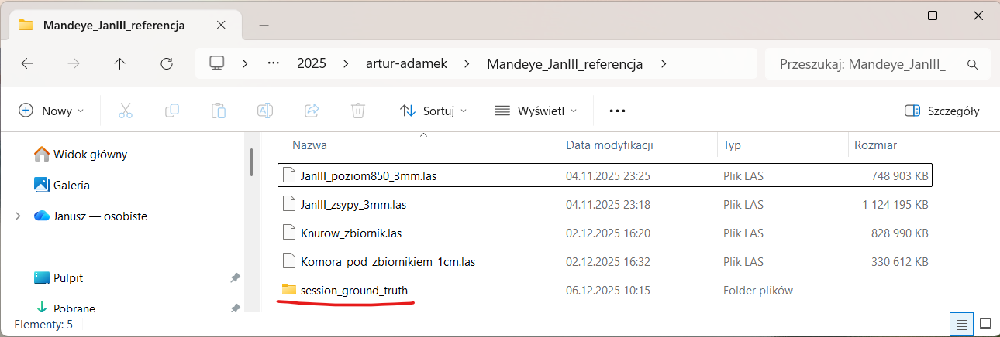 Mandeye_JanIII_referencja
··· 2025 artur-adamek Mandeye_JanIII_referencja Przeszukaj: Mandeye_JanIII_r
Nowy Sortuj Wyświetl ··· Szczegóły
Widok główny
Galeria
Janusz — osobiste
Pulpit
Pobrane
Nazwa Data modyfikacji Typ Rozmiar
JanIII_poziom850_3mm.las 04.11.2025 23:25 Plik LAS 748 903 KB
JanIII_zsypy_3mm.las 04.11.2025 23:18 Plik LAS 1 124 195 KB
Knurow_zbiornik.las 02.12.2025 16:20 Plik LAS 828 990 KB
Komora_pod_zbiornikiem_1cm.las 02.12.2025 16:32 Plik LAS 330 612 KB
session_ground_truth 06.12.2025 10:15 Folder plików
Elementy: 5